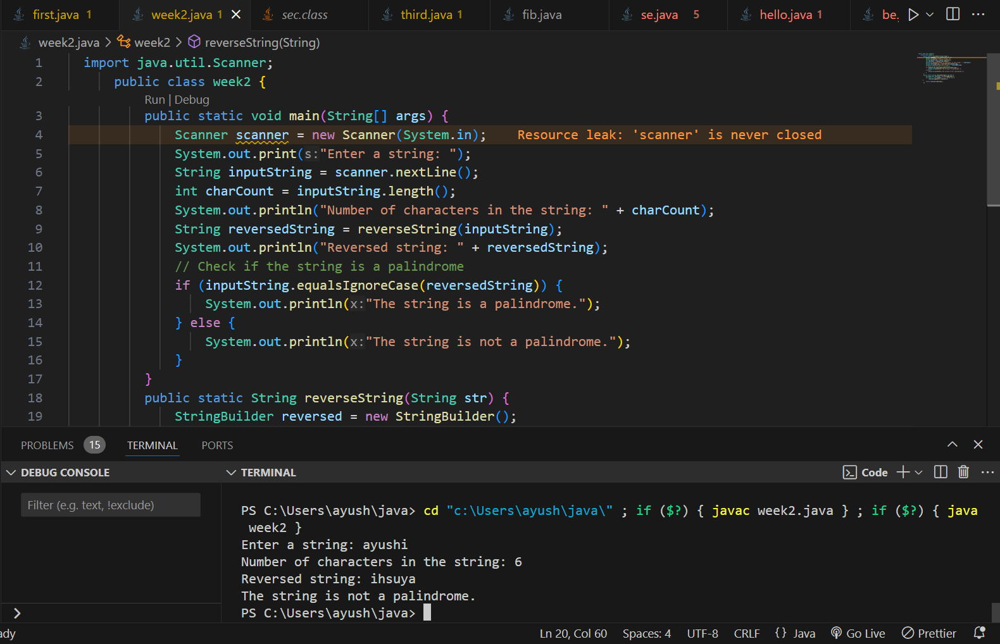 first.java 1 week2.java 1 sec.class third.java 1 fib.java se.java 5 hello.java 1 be.
week2.java > week2 > reverseString(String)
1 import java.util.Scanner;
2 public class week2 {
Run | Debug
3 public static void main(String[] args) {
4 Scanner scanner = new Scanner(System.in); Resource leak: 'scanner' is never closed
5 System.out.print(s:"Enter a string: ");
6 String inputString = scanner.nextLine();
7 int charCount = inputString.length();
8 System.out.println("Number of characters in the string: " + charCount);
9 String reversedString = reverseString(inputString);
10 System.out.println("Reversed string: " + reversedString);
11 // Check if the string is a palindrome
12 if (inputString.equalsIgnoreCase(reversedString)) {
13 System.out.println(x:"The string is a palindrome.");
14 } else {
15 System.out.println(x:"The string is not a palindrome.");
16 }
17 }
18 public static String reverseString(String str) {
19 StringBuilder reversed = new StringBuilder();
PROBLEMS 15 TERMINAL PORTS
DEBUG CONSOLE
Filter (e.g. text, !exclude)
TERMINAL Code
PS C:\Users\ayush\java> cd "c:\Users\ayush\java\" ; if ($?) { javac week2.java } ; if ($?) { java
week2 }
Enter a string: ayushi
Number of characters in the string: 6
Reversed string: ihsuya
The string is not a palindrome.
PS C:\Users\ayush\java>
ady Ln 20, Col 60 Spaces: 4 UTF-8 CRLF {} Java Go Live Prettier